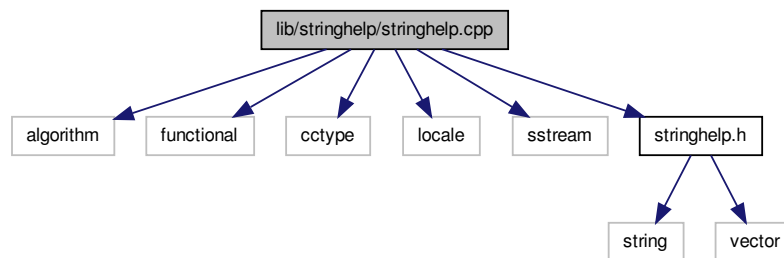 lib/stringhelp/stringhelp.cpp
algorithm
functional
cctype
locale
sstream
stringhelp.h
string
vector